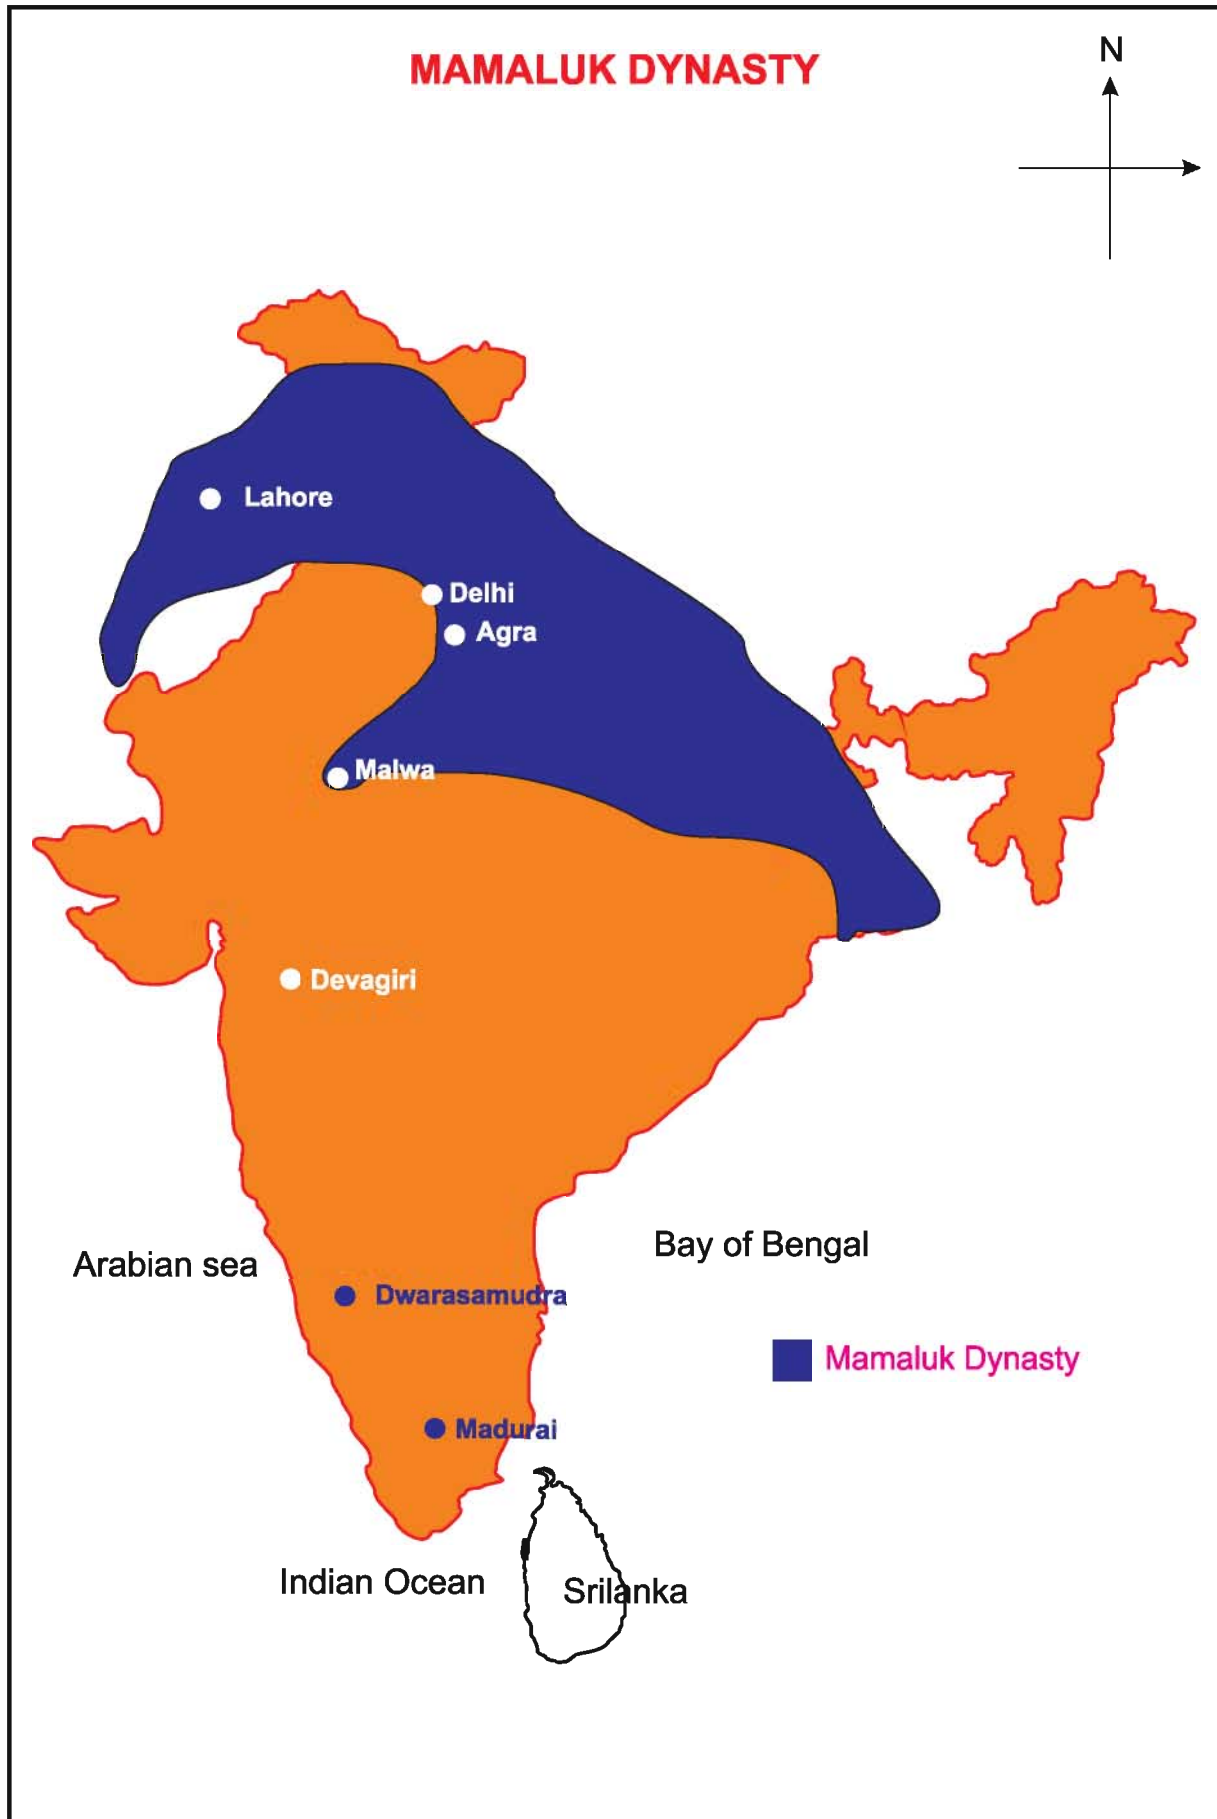 MAMALUK DYNASTY
N
Lahore
Delhi
Agra
Malwa
Devagiri
Arabian sea
Bay of Bengal
Dwarasamudra
Mamaluk Dynasty
Madurai
Indian Ocean
Srilanka